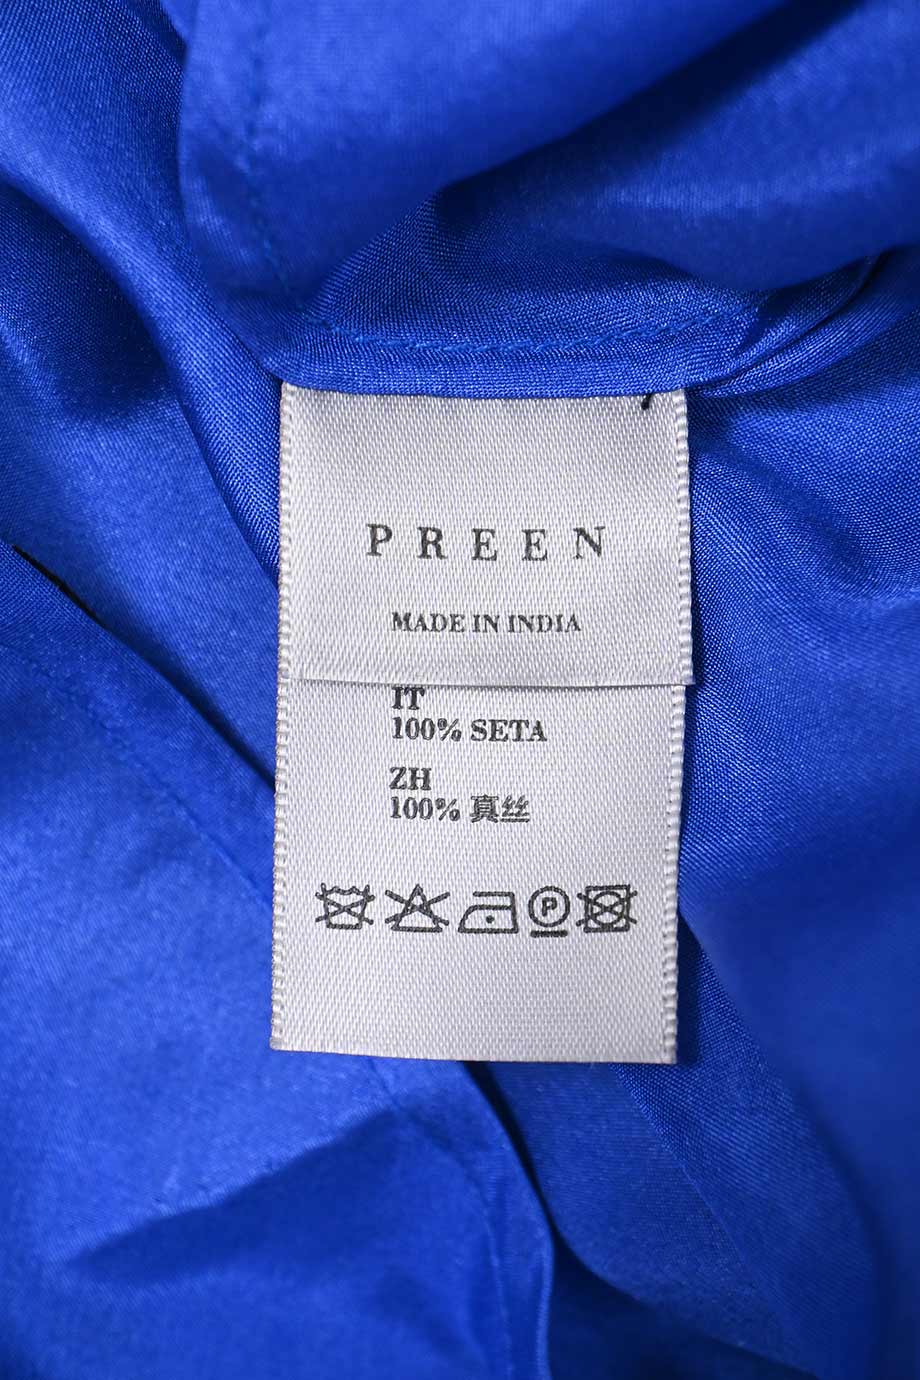 PREEN
MADE IN INDIA
IT
100% SETA
ZH
100% 真丝
P